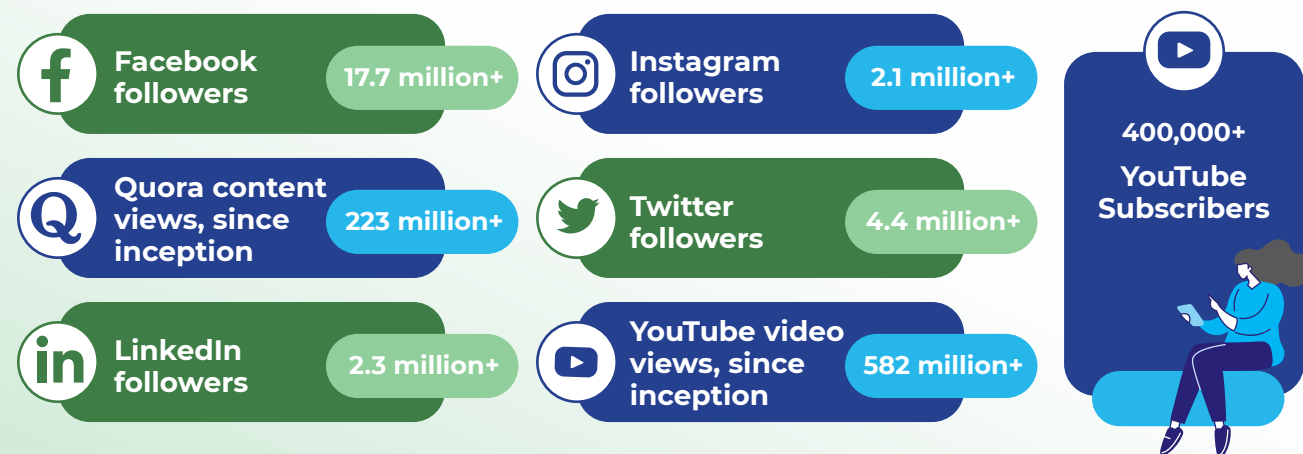 Facebook
followers
17.7 million+
Instagram
followers
2.1 million+
400,000+
YouTube
Subscribers
Quora content
views, since
inception
223 million+
Twitter
followers
4.4 million+
LinkedIn
followers
2.3 million+
YouTube video
views, since
inception
582 million+